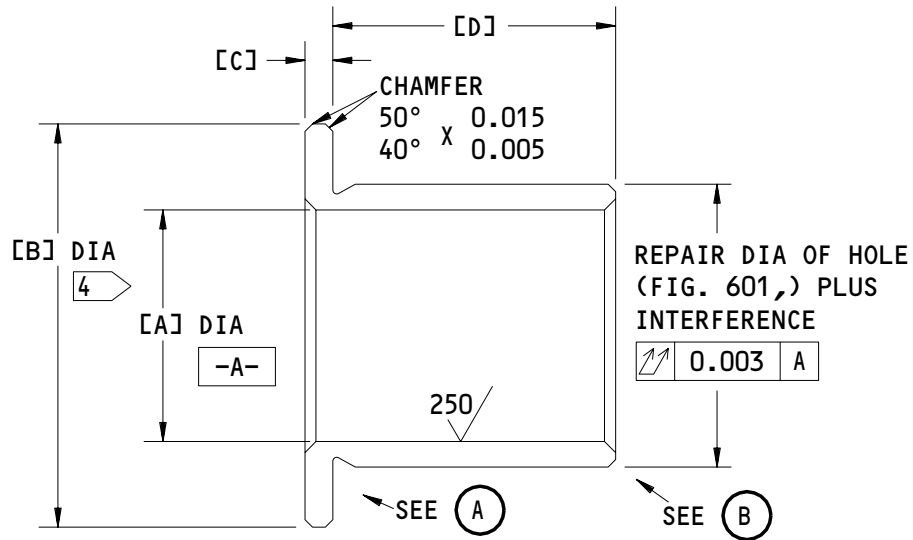 [D]
[C]
CHAMFER
50° X 0.015
40° 0.005
[B] DIA
4
[A] DIA
-A-
REPAIR DIA OF HOLE
(FIG. 601,) PLUS
INTERFERENCE
0.003 A
250
SEE A
SEE B